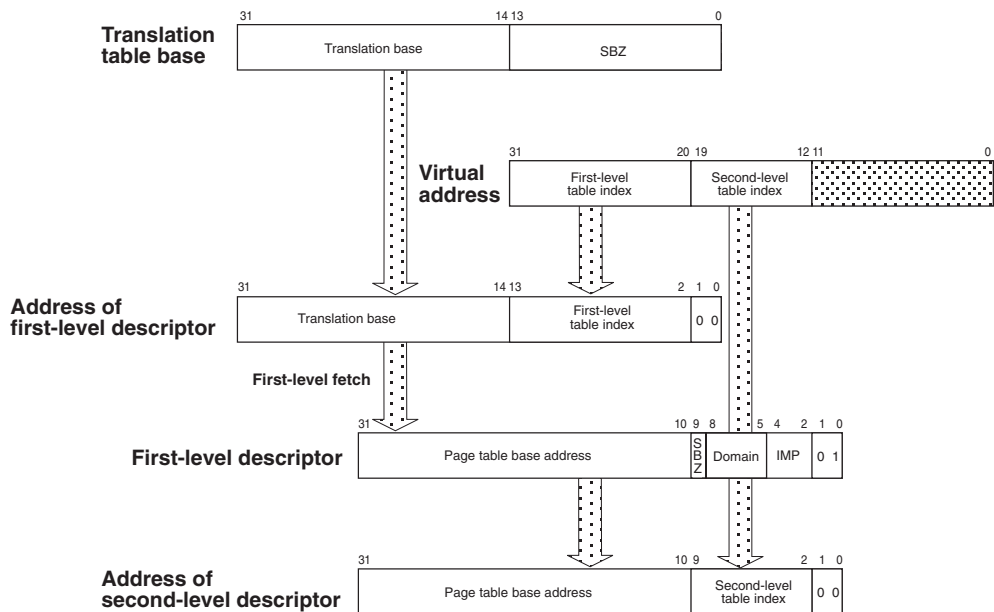 31 14 13 0
Translation
table base
Translation base
SBZ
31 20 19 12 11 0
Virtual
address
First-level
table index
Second-level
table index
31 14 13 2 1 0
Address of
first-level descriptor
Translation base
First-level
table index
0 0
First-level fetch
31 10 9 8 5 4 2 1 0
First-level descriptor
Page table base address
S
B
Z
Domain
IMP
0 1
31 10 9 2 1 0
Address of
second-level descriptor
Page table base address
Second-level
table index
0 0